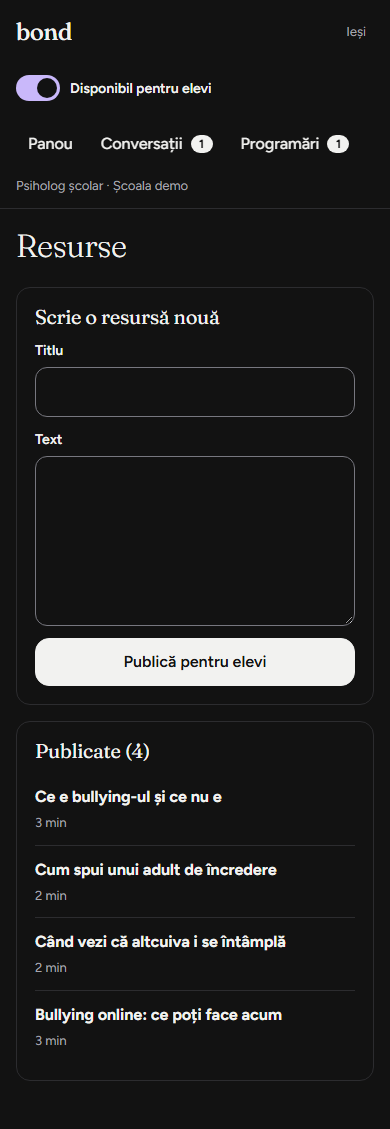 bond
Ieși
Disponibil pentru elevi
Panou Conversații 1 Programări 1
Psiholog școlar · Școala demo
Resurse
Scrie o resursă nouă
Titlu
Text
Publică pentru elevi
Publicate (4)
Ce e bullying-ul și ce nu e
3 min
Cum spui unui adult de încredere
2 min
Când vezi că altcuiva i se întâmplă
2 min
Bullying online: ce poți face acum
3 min